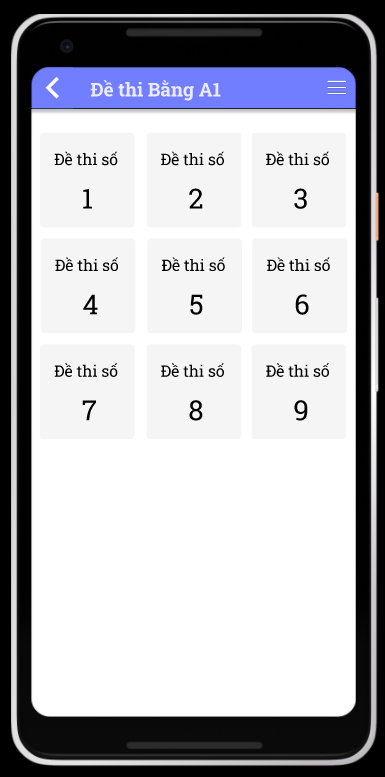 Đề thi Bằng A1
Đề thi số
1
Đề thi số
2
Đề thi số
3
Đề thi số
4
Đề thi số
5
Đề thi số
6
Đề thi số
7
Đề thi số
8
Đề thi số
9